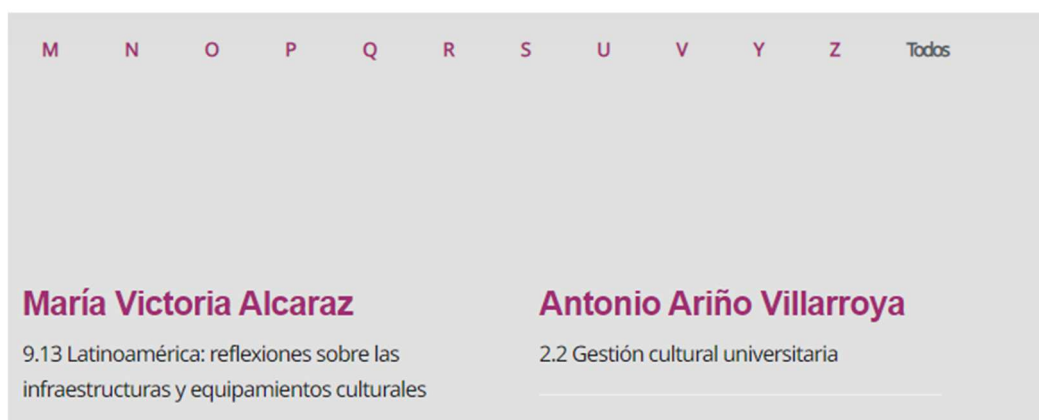 M N O P Q R S U V Y Z Todos
María Victoria Alcaraz
9.13 Latinoamérica: reflexiones sobre las
infraestructuras y equipamientos culturales
Antonio Ariño Villarroya
2.2 Gestión cultural universitaria